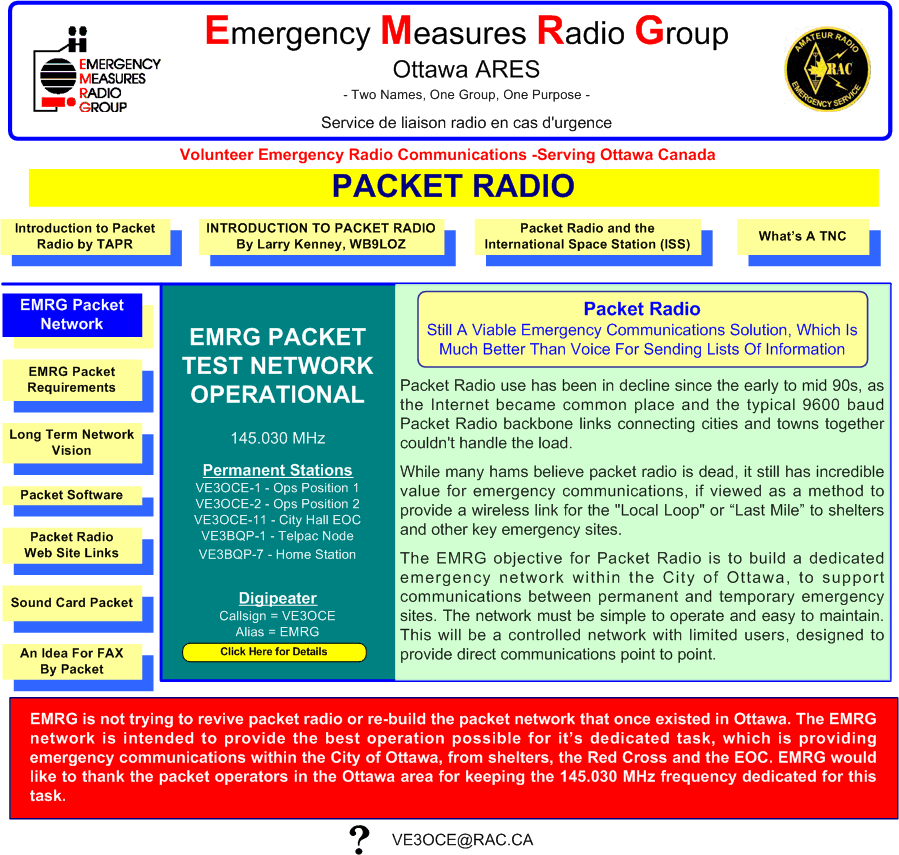 EMERGENCY
MEASURES
RADIO
GROUP
Emergency Measures Radio Group
Ottawa ARES
- Two Names, One Group, One Purpose -
Service de liaison radio en cas d'urgence
AMATEUR RADIO
RAC
EMERGENCY SERVICE
Volunteer Emergency Radio Communications -Serving Ottawa Canada
PACKET RADIO
Introduction to Packet
Radio by TAPR
INTRODUCTION TO PACKET RADIO
By Larry Kenney, WB9LOZ
Packet Radio and the
International Space Station (ISS)
What's A TNC
EMRG Packet
Network
EMRG Packet
Requirements
Long Term Network
Vision
Packet Software
Packet Radio
Web Site Links
Sound Card Packet
An Idea For FAX
By Packet
EMRG PACKET
TEST NETWORK
OPERATIONAL
145.030 MHz
Permanent Stations
VE3OCE-1 - Ops Position 1
VE3OCE-2 - Ops Position 2
VE3OCE-11 - City Hall EOC
VE3BQP-1 - Telpac Node
VE3BQP-7 - Home Station
Digipeater
Callsign = VE3OCE
Alias = EMRG
Click Here for Details
Packet Radio
Still A Viable Emergency Communications Solution, Which Is
Much Better Than Voice For Sending Lists Of Information
Packet Radio use has been in decline since the early to mid 90s, as
the Internet became common place and the typical 9600 baud
Packet Radio backbone links connecting cities and towns together
couldn't handle the load.
While many hams believe packet radio is dead, it still has incredible
value for emergency communications, if viewed as a method to
provide a wireless link for the "Local Loop" or “Last Mile” to shelters
and other key emergency sites.
The EMRG objective for Packet Radio is to build a dedicated
emergency network within the City of Ottawa, to support
communications between permanent and temporary emergency
sites. The network must be simple to operate and easy to maintain.
This will be a controlled network with limited users, designed to
provide direct communications point to point.
EMRG is not trying to revive packet radio or re-build the packet network that once existed in Ottawa. The EMRG
network is intended to provide the best operation possible for it's dedicated task, which is providing
emergency communications within the City of Ottawa, from shelters, the Red Cross and the EOC. EMRG would
like to thank the packet operators in the Ottawa area for keeping the 145.030 MHz frequency dedicated for this
task.
? VE3OCE@RAC.CA